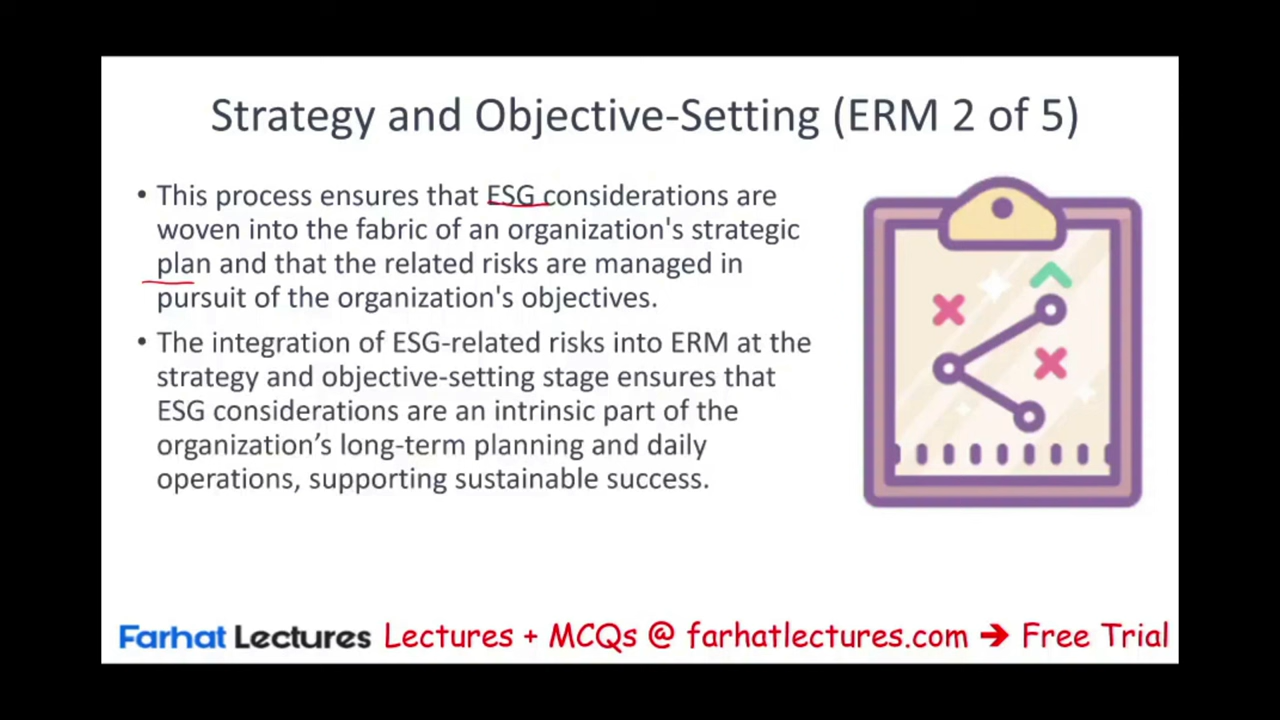 Strategy and Objective-Setting (ERM 2 of 5)
• This process ensures that ESG considerations are
woven into the fabric of an organization's strategic
plan and that the related risks are managed in
pursuit of the organization's objectives.
• The integration of ESG-related risks into ERM at the
strategy and objective-setting stage ensures that
ESG considerations are an intrinsic part of the
organization’s long-term planning and daily
operations, supporting sustainable success.
Farhat Lectures Lectures + MCQs @ farhatlectures.com ➔ Free Trial